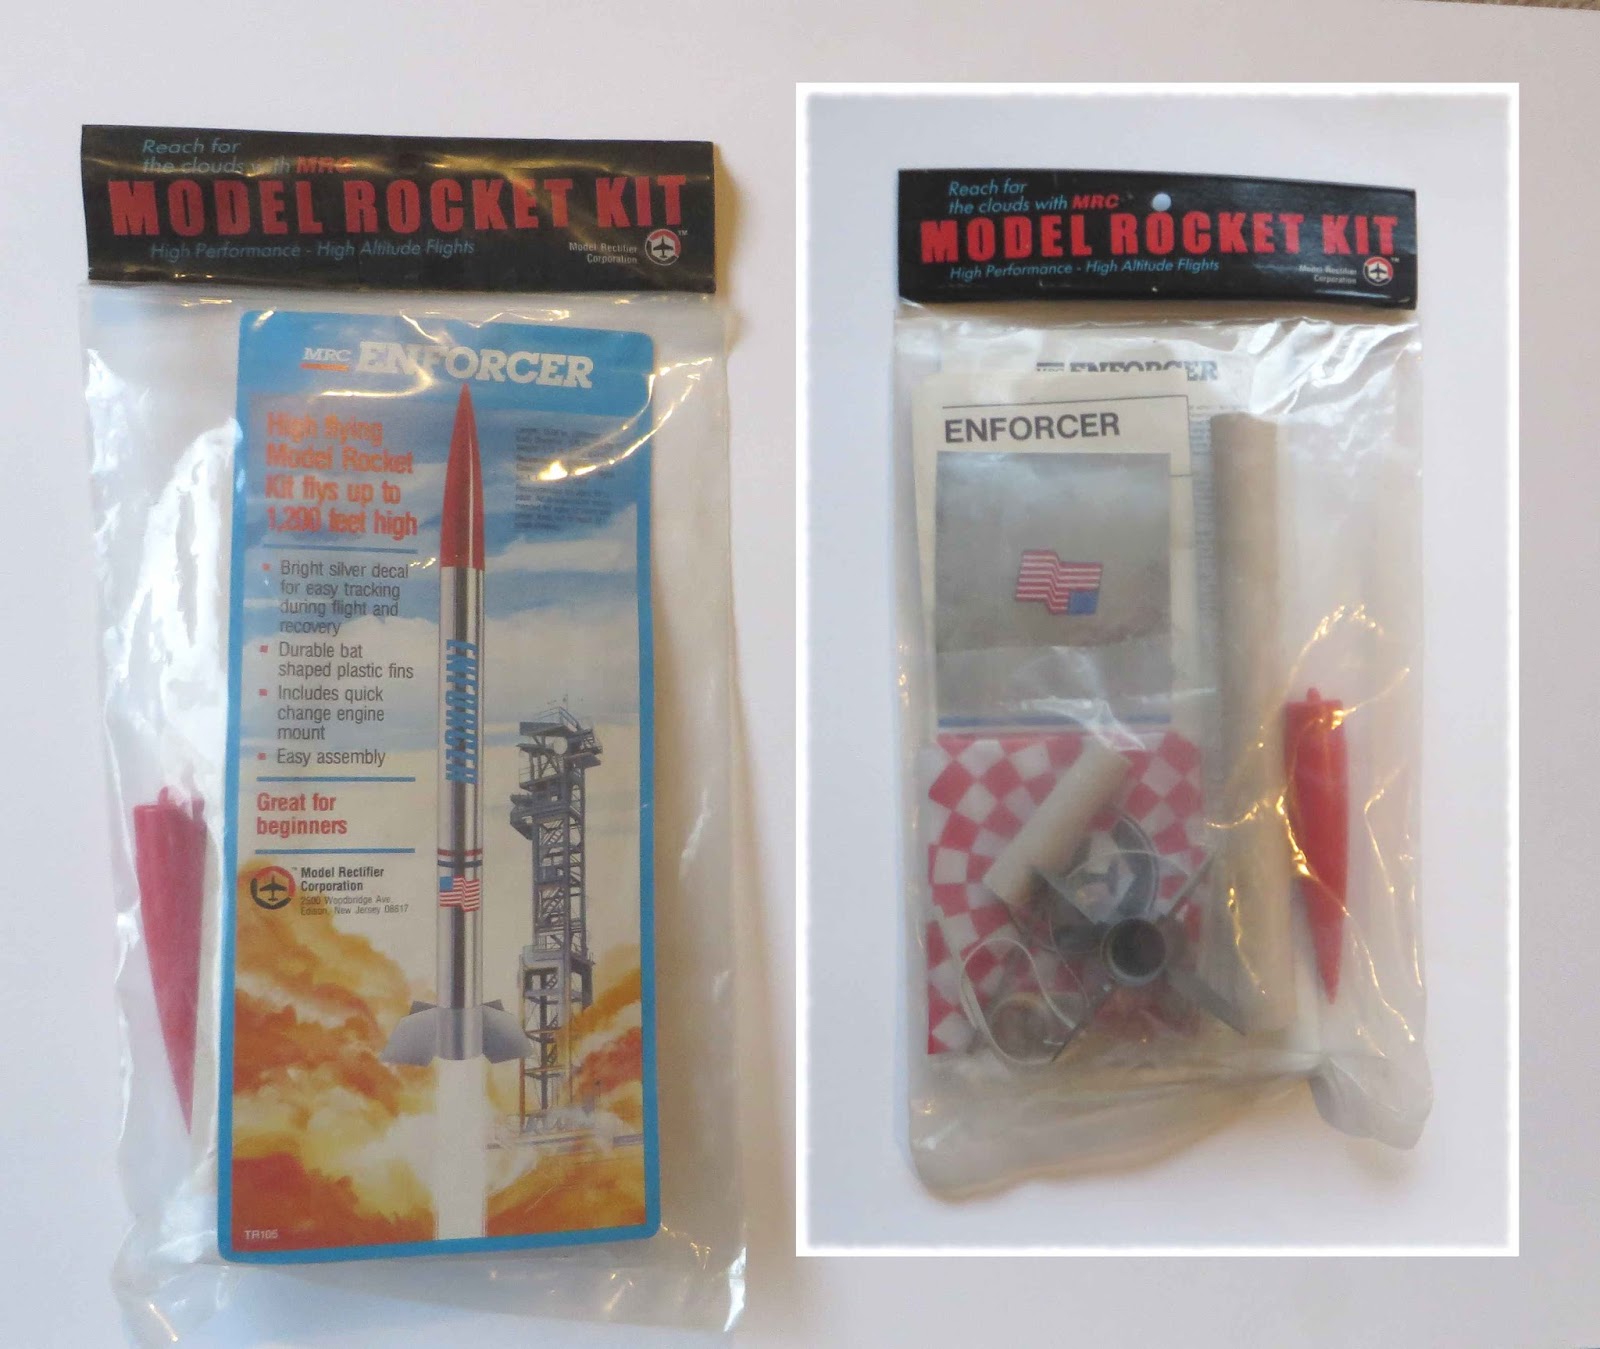 Reach for
the clouds with MRC
MODEL ROCKET KIT
High Performance - High Altitude Flights
Model Rectifier
Corporation
TM
MRC ENFORCER
High flying
Model Rocket
Kit flys up to
1,200 feet high
Bright silver decal
for easy tracking
during flight and
recovery
Durable bat
shaped plastic fins
Includes quick
change engine
mount
Easy assembly
Great for
beginners
TM
Model Rectifier
Corporation
2500 Woodbridge Ave.
Edison, New Jersey 08817
ENFORCER
TR105
Reach for
the clouds with MRC
MODEL ROCKET KIT
High Performance - High Altitude Flights
Model Rectifier
Corporation
MRC ENFORCER
ENFORCER